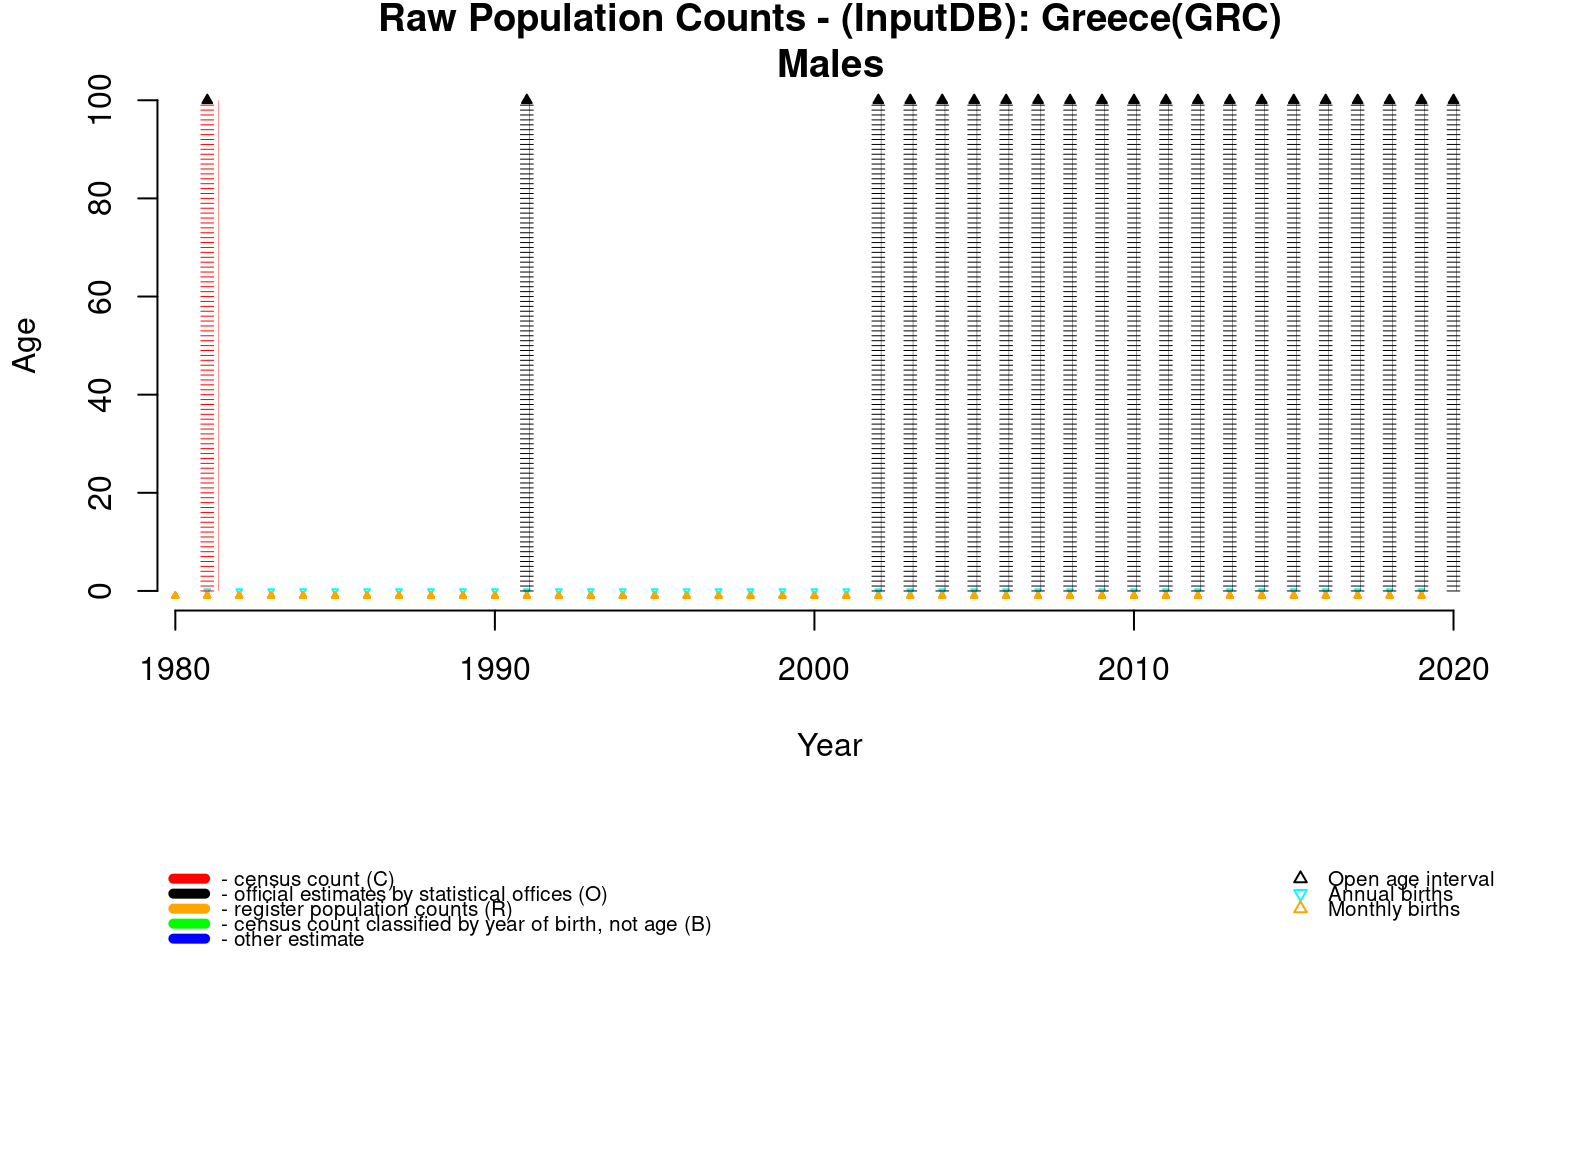 Raw Population Counts - (InputDB): Greece(GRC)
Males
100
80
60
40
20
0
Age
1980 1990 2000 2010 2020
Year
- census count (C)
- official estimates by statistical offices (O)
- register population counts (R)
- census count classified by year of birth, not age (B)
- other estimate
Open age interval
Annual births
Monthly births